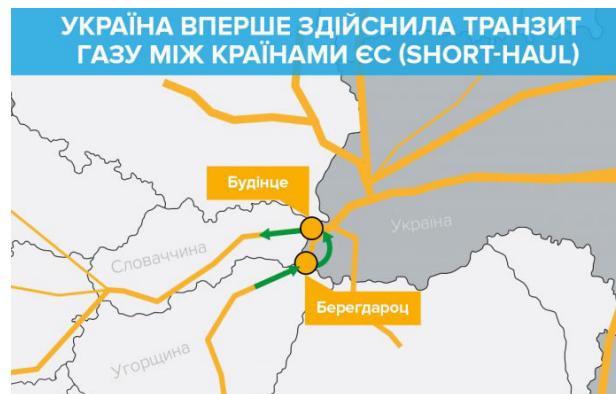 УКРАЇНА ВПЕРШЕ ЗДІЙСНИЛА ТРАНЗИТ
ГАЗУ МІЖ КРАЇНАМИ ЄС (SHORT-HAUL)
Будінце
Україна
Словаччина
Берегдароц
Угорщина